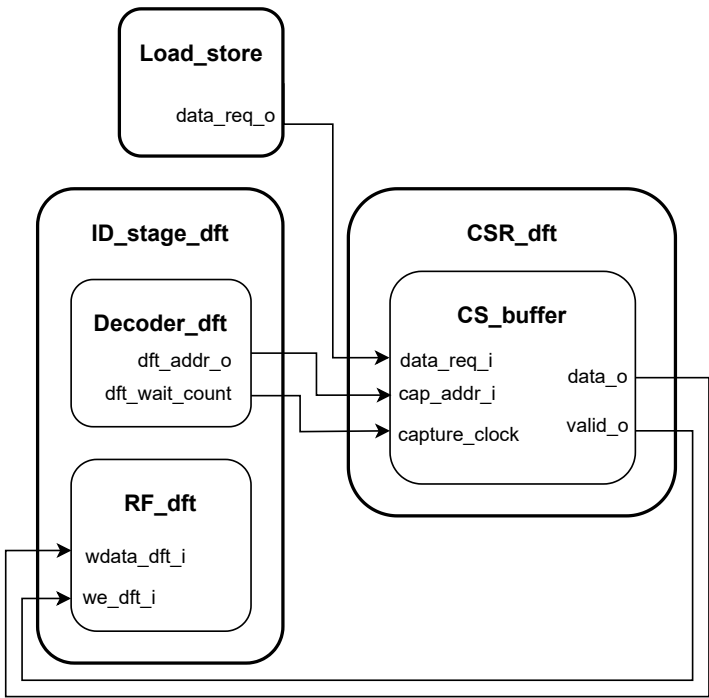 Load_store
data_req_o
ID_stage_dft
Decoder_dft
dft_addr_o
dft_wait_count
RF_dft
wdata_dft_i
we_dft_i
CSR_dft
CS_buffer
data_req_i
cap_addr_i
capture_clock
data_o
valid_o